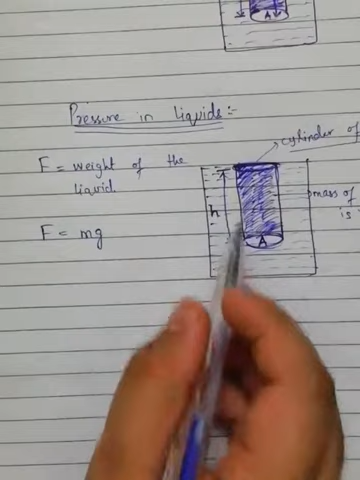 A
Pressure in Liquids:-
cylinder of
F = weight of the
liquid
h
mass of
is
A
F = mg